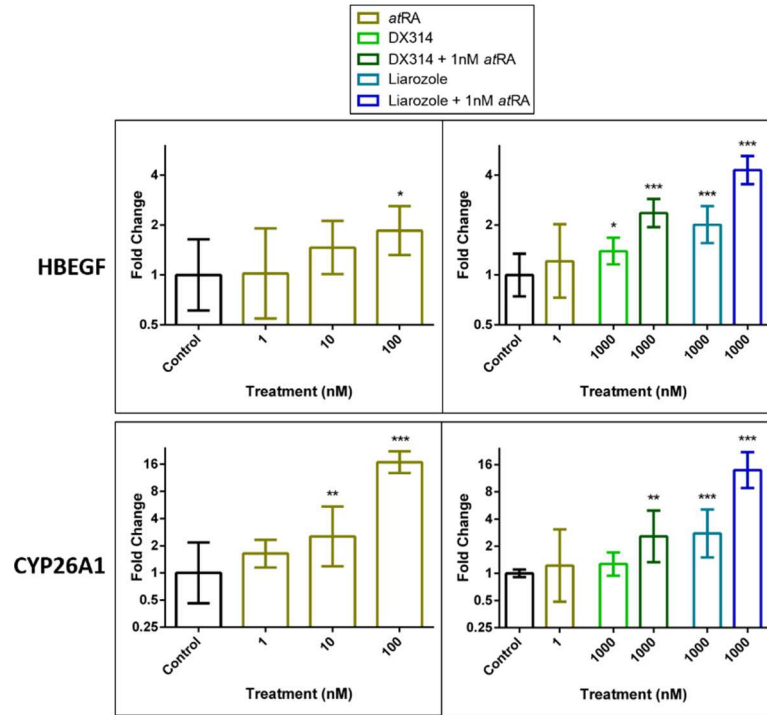 atRA
DX314
DX314 + 1nM atRA
Liarozole
Liarozole + 1nM atRA
HBEGF
Fold Change
4
2
1
0.5
*
Control
1
10
100
Treatment (nM)
Fold Change
4
2
1
0.5
*
***
***
***
Control
1
1000
1000
1000
1000
Treatment (nM)
CYP26A1
Fold Change
16
8
4
2
1
0.5
0.25
**
***
Control
1
10
100
Treatment (nM)
Fold Change
16
8
4
2
1
0.5
0.25
**
***
***
Control
1
1000
1000
1000
1000
Treatment (nM)